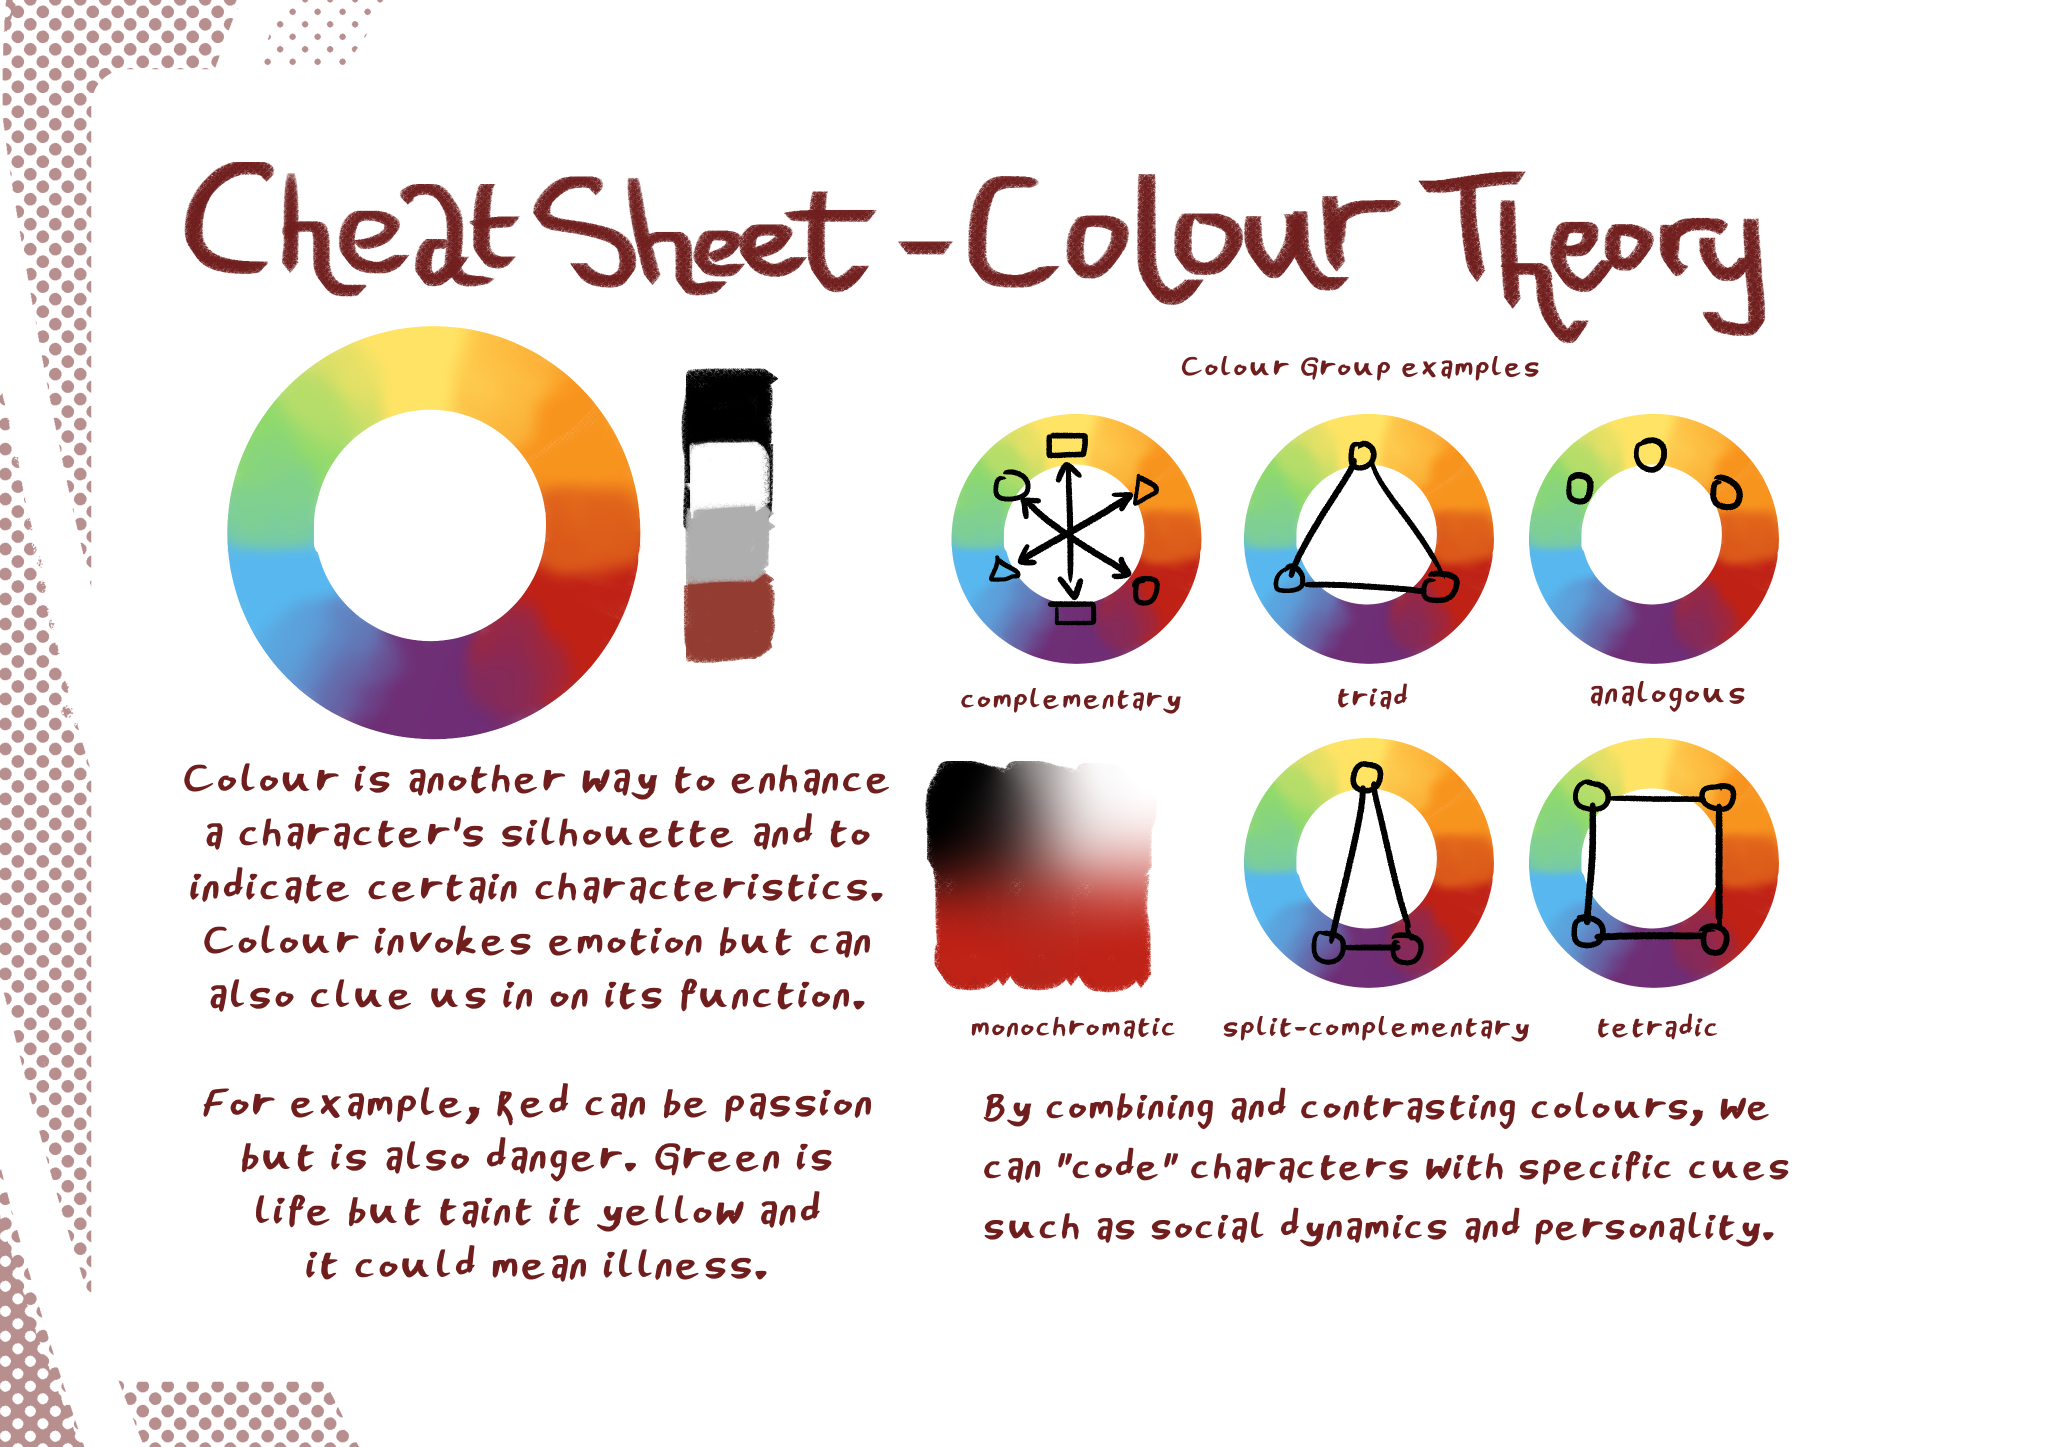 Cheat Sheet - Colour Theory
Colour Group examples
complementary
triad
analogous
monochromatic
split-complementary
tetradic
Colour is another way to enhance
a character's silhouette and to
indicate certain characteristics.
Colour invokes emotion but can
also clue us in on its function.
For example, Red can be passion
but is also danger. Green is
life but taint it yellow and
it could mean illness.
By combining and contrasting colours, we
can "code" characters with specific cues
such as social dynamics and personality.